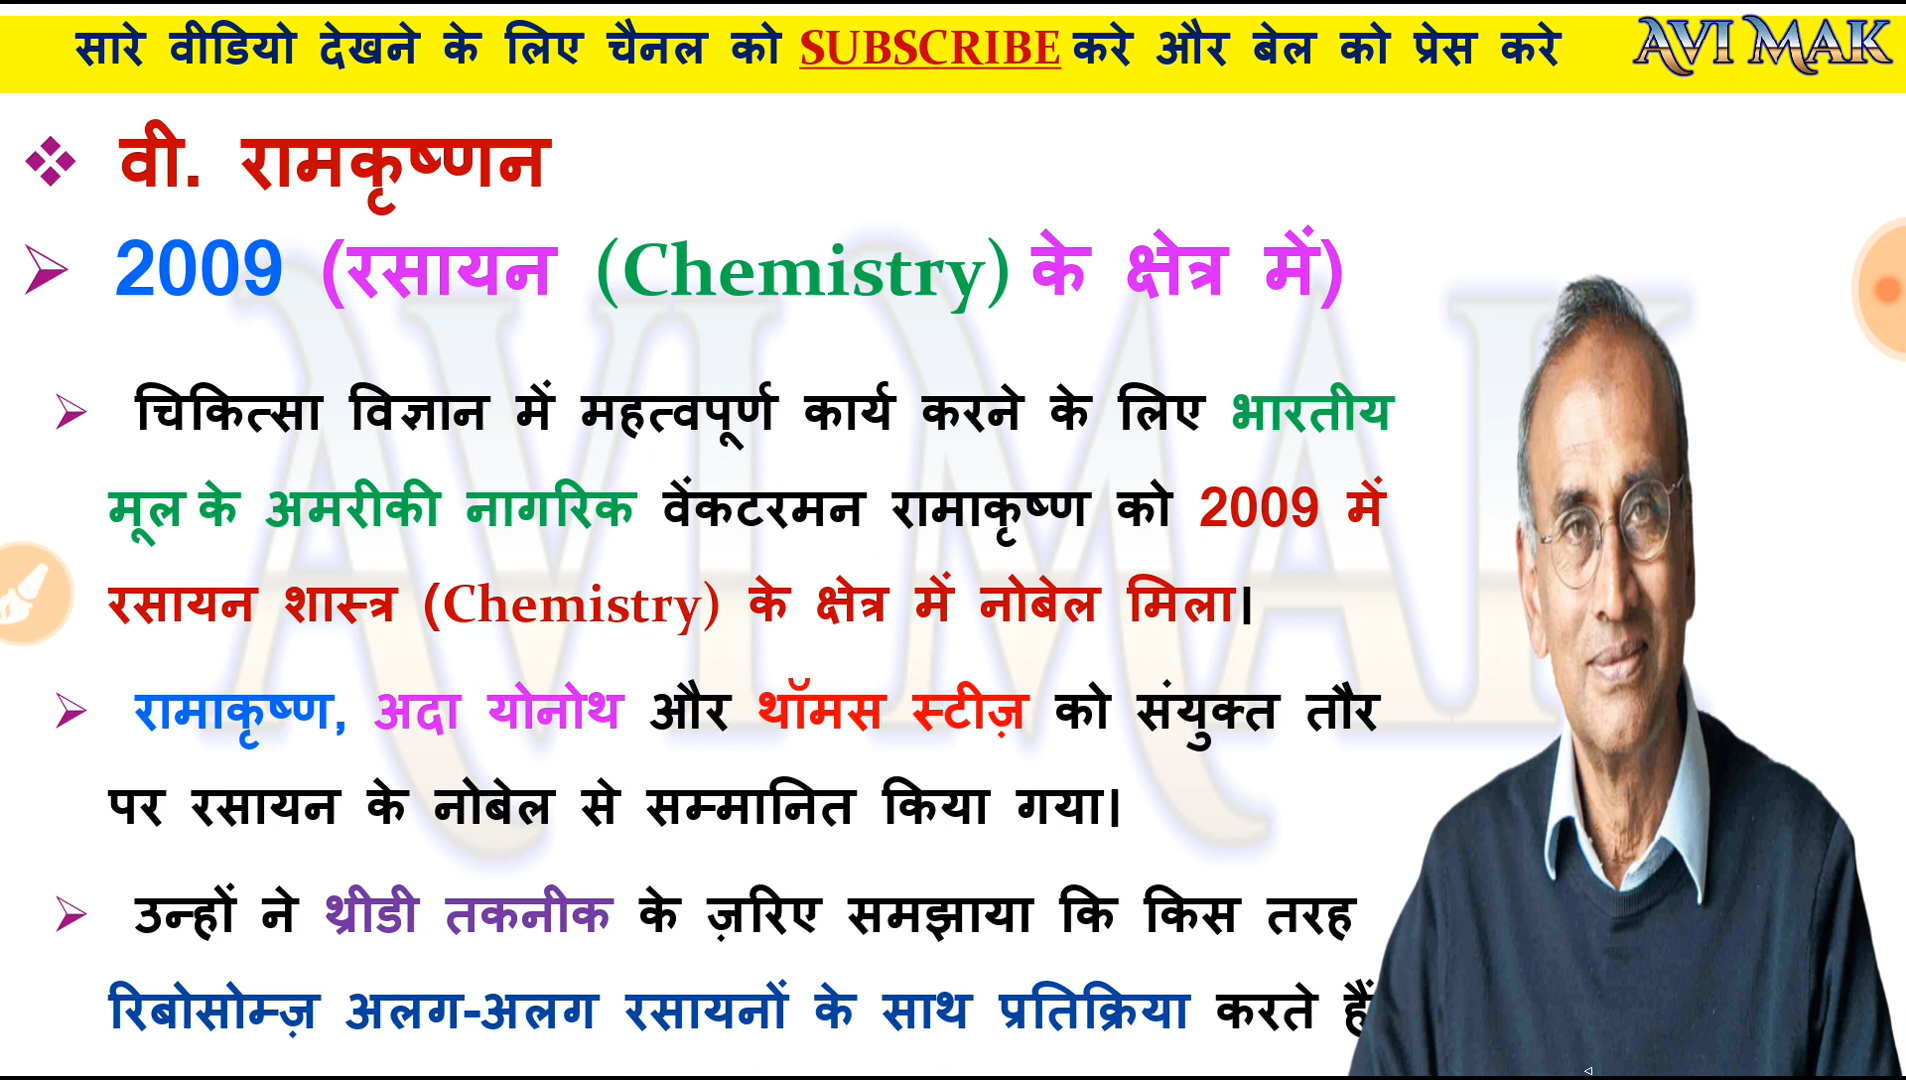 सारे वीडियो देखने के लिए चैनल को SUBSCRIBE करे और बेल को प्रेस करे
AVI MAK
वी. रामकृष्णन
2009 (रसायन (Chemistry) के क्षेत्र में)
चिकित्सा विज्ञान में महत्वपूर्ण कार्य करने के लिए भारतीय
मूल के अमरीकी नागरिक वेंकटरमन रामाकृष्ण को 2009 में
रसायन शास्त्र (Chemistry) के क्षेत्र में नोबेल मिला।
रामाकृष्ण, अदा योनोथ और थॉमस स्टीज़ को संयुक्त तौर
पर रसायन के नोबेल से सम्मानित किया गया।
उन्हों ने थ्रीडी तकनीक के ज़रिए समझाया कि किस तरह
रिबोसोम्ज़ अलग-अलग रसायनों के साथ प्रतिक्रिया करते हैं
AVI MAK